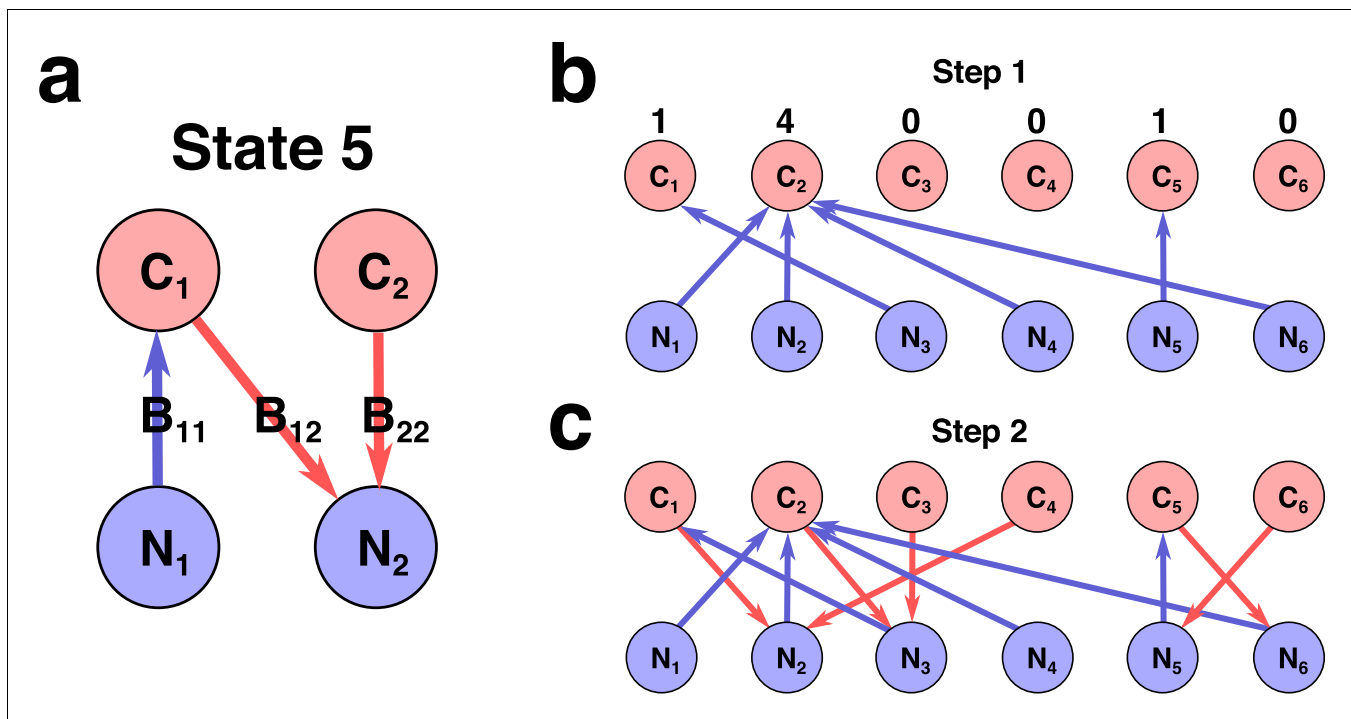 a
State 5
C₁ C₂
B₁₁ B₁₂ B₂₂
N₁ N₂
b
Step 1
1 4 0 0 1 0
C₁ C₂ C₃ C₄ C₅ C₆
N₁ N₂ N₃ N₄ N₅ N₆
c
Step 2
C₁ C₂ C₃ C₄ C₅ C₆
N₁ N₂ N₃ N₄ N₅ N₆